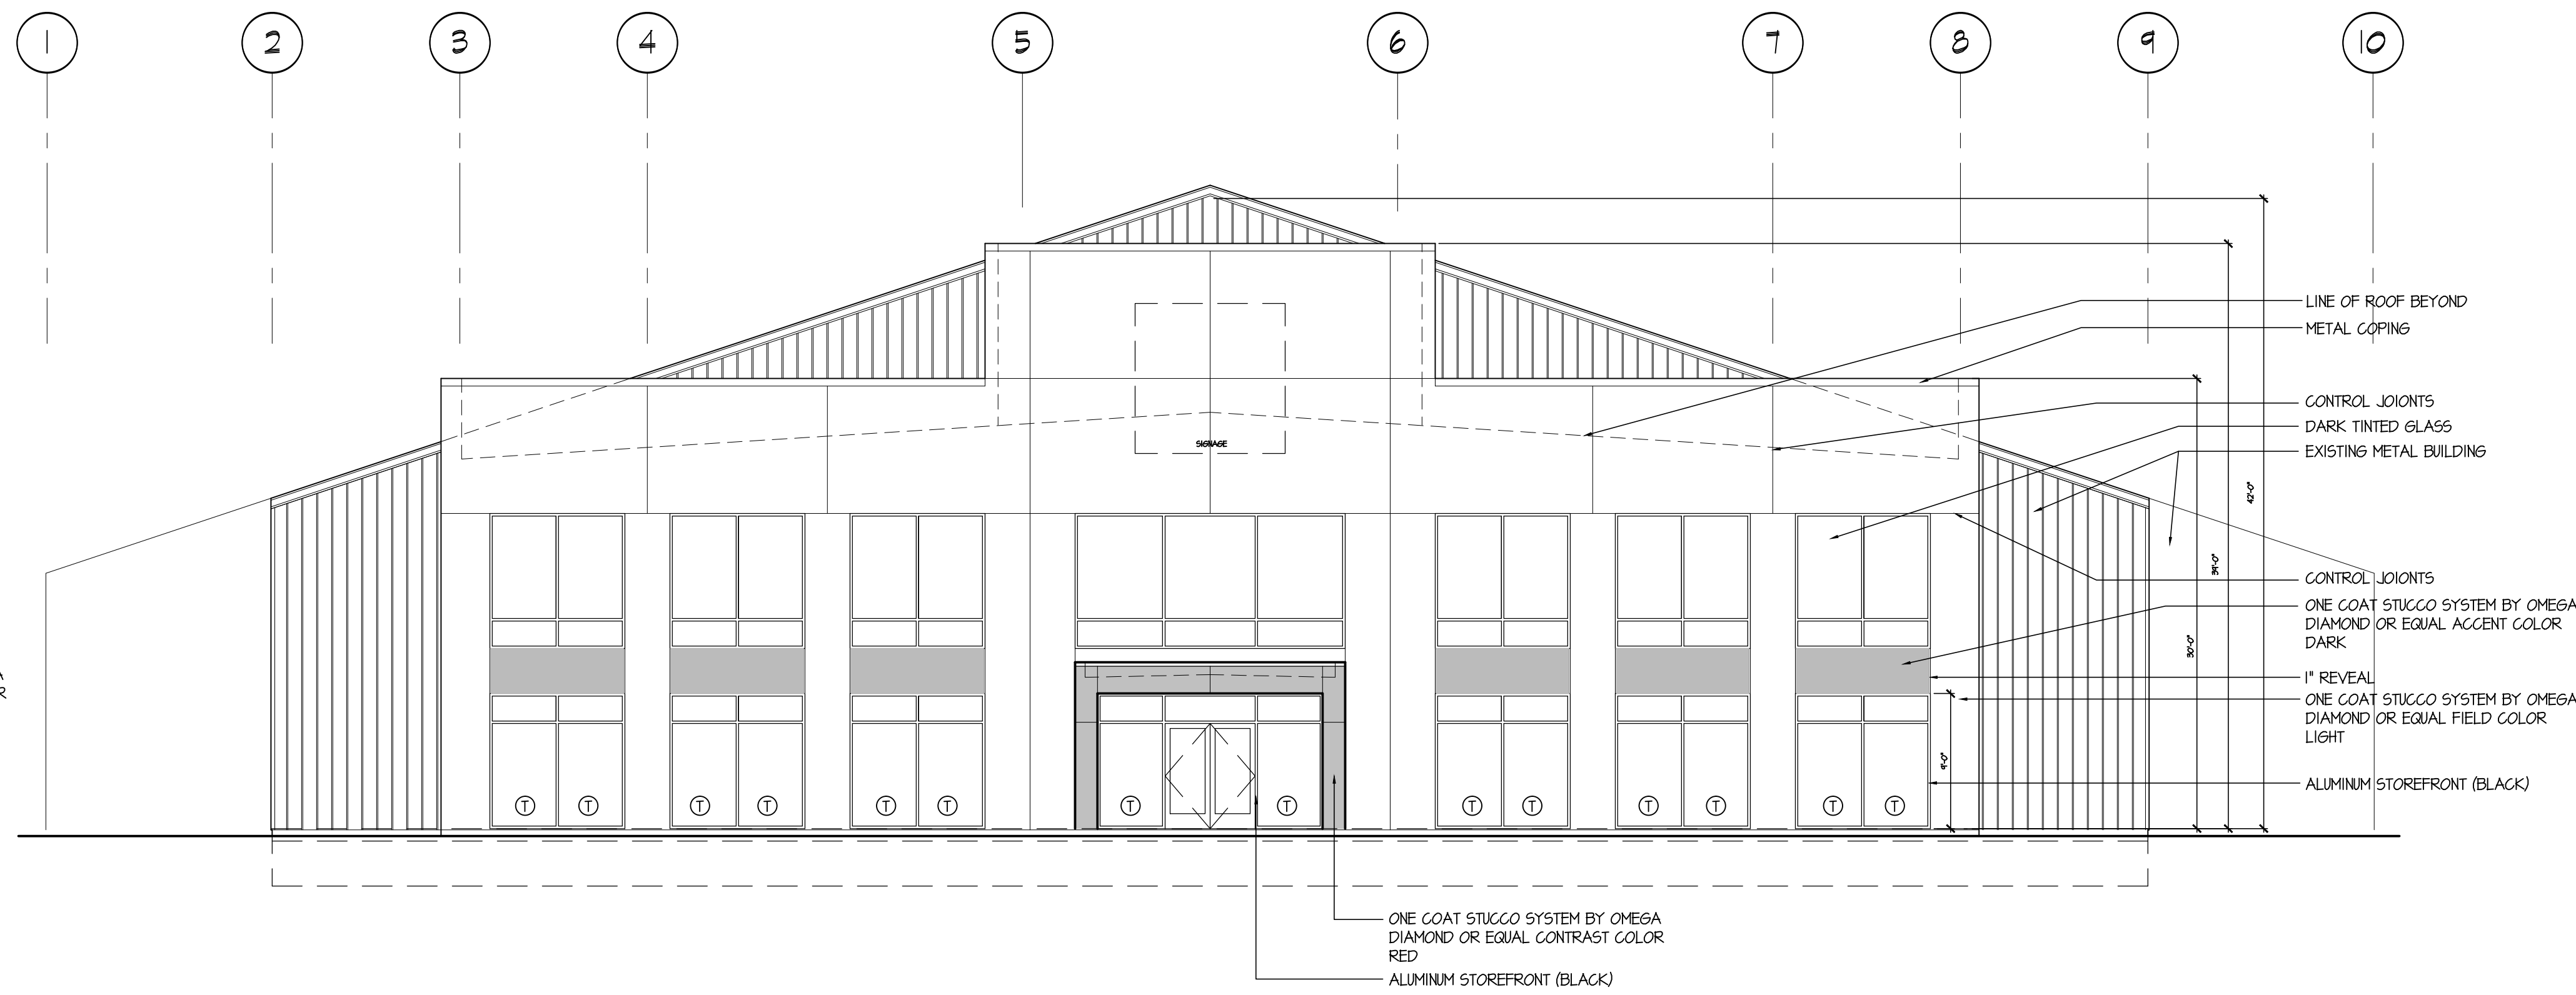 1 2 3 4 5 6 7 8 9 10
LINE OF ROOF BEYOND
METAL COPING
CONTROL JOIONTS
DARK TINTED GLASS
EXISTING METAL BUILDING
SIGNAGE
42'-0"
39'-0"
30'-0"
9'-0"
CONTROL JOIONTS
ONE COAT STUCCO SYSTEM BY OMEGA
DIAMOND OR EQUAL ACCENT COLOR
DARK
1" REVEAL
ONE COAT STUCCO SYSTEM BY OMEGA
DIAMOND OR EQUAL FIELD COLOR
LIGHT
ALUMINUM STOREFRONT (BLACK)
T T T T T T T T T T T T T T
ONE COAT STUCCO SYSTEM BY OMEGA
DIAMOND OR EQUAL CONTRAST COLOR
RED
ALUMINUM STOREFRONT (BLACK)